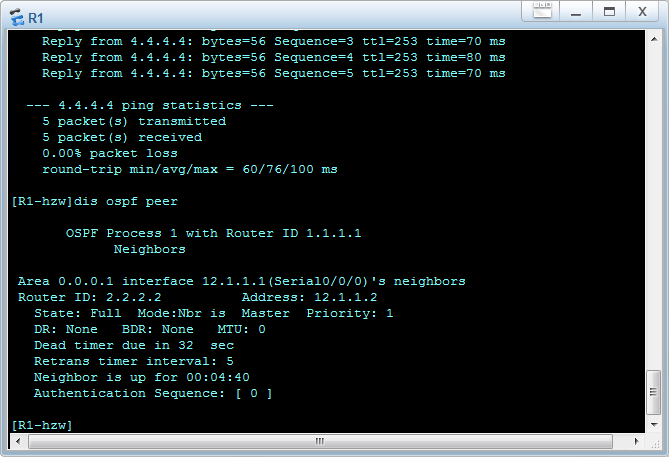 R1
Reply from 4.4.4.4: bytes=56 Sequence=3 ttl=253 time=70 ms
Reply from 4.4.4.4: bytes=56 Sequence=4 ttl=253 time=80 ms
Reply from 4.4.4.4: bytes=56 Sequence=5 ttl=253 time=70 ms
--- 4.4.4.4 ping statistics ---
5 packet(s) transmitted
5 packet(s) received
0.00% packet loss
round-trip min/avg/max = 60/76/100 ms
[R1-hzw]dis ospf peer
OSPF Process 1 with Router ID 1.1.1.1
Neighbors
Area 0.0.0.1 interface 12.1.1.1(Serial0/0/0)'s neighbors
Router ID: 2.2.2.2 Address: 12.1.1.2
State: Full Mode:Nbr is Master Priority: 1
DR: None BDR: None MTU: 0
Dead timer due in 32 sec
Retrans timer interval: 5
Neighbor is up for 00:04:40
Authentication Sequence: [ 0 ]
[R1-hzw]